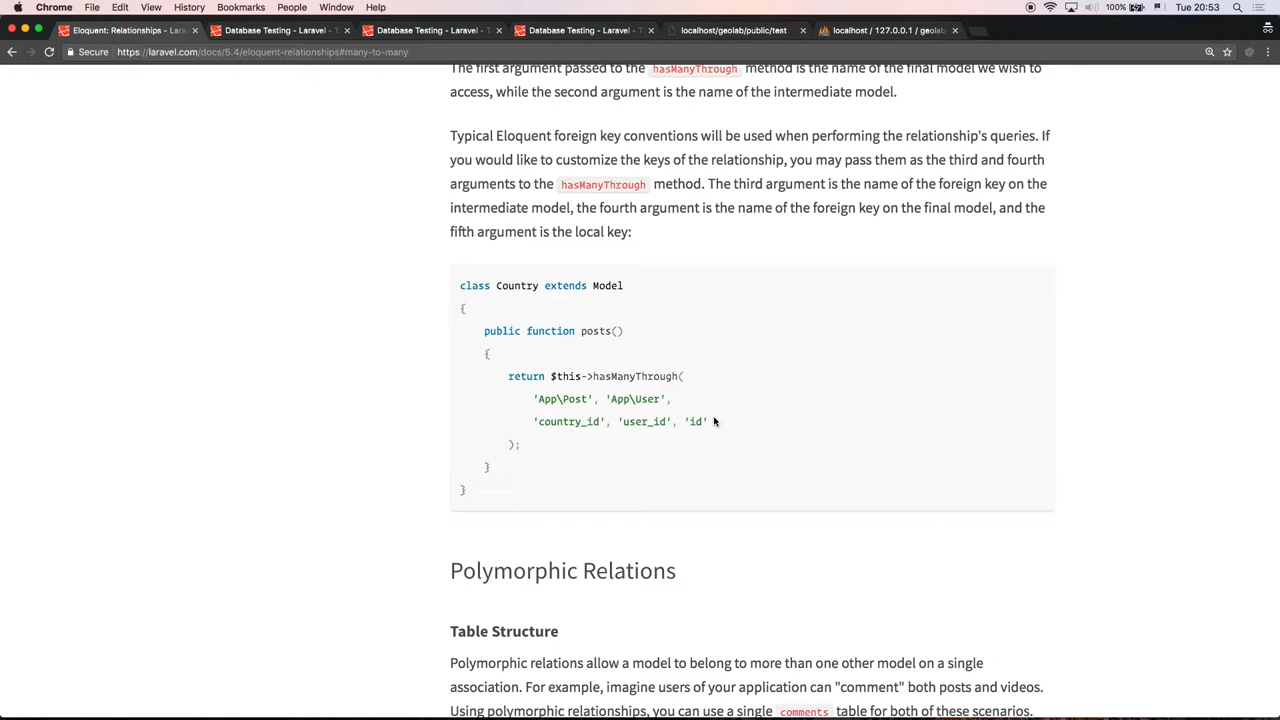 Chrome File Edit View History Bookmarks People Window Help 100% Tue 20:53
Eloquent: Relationships - Lara Database Testing - Laravel - T Database Testing - Laravel - T Database Testing - Laravel - T localhost/geolab/public/test localhost / 127.0.0.1 / geolab
Secure https://laravel.com/docs/5.4/eloquent-relationships#many-to-many
The first argument passed to the hasManyThrough method is the name of the final model we wish to
access, while the second argument is the name of the intermediate model.
Typical Eloquent foreign key conventions will be used when performing the relationship's queries. If
you would like to customize the keys of the relationship, you may pass them as the third and fourth
arguments to the hasManyThrough method. The third argument is the name of the foreign key on the
intermediate model, the fourth argument is the name of the foreign key on the final model, and the
fifth argument is the local key:
class Country extends Model
{
public function posts()
{
return $this->hasManyThrough(
'App\Post', 'App\User',
'country_id', 'user_id', 'id'
);
}
}
Polymorphic Relations
Table Structure
Polymorphic relations allow a model to belong to more than one other model on a single
association. For example, imagine users of your application can "comment" both posts and videos.
Using polymorphic relationships, you can use a single comments table for both of these scenarios.